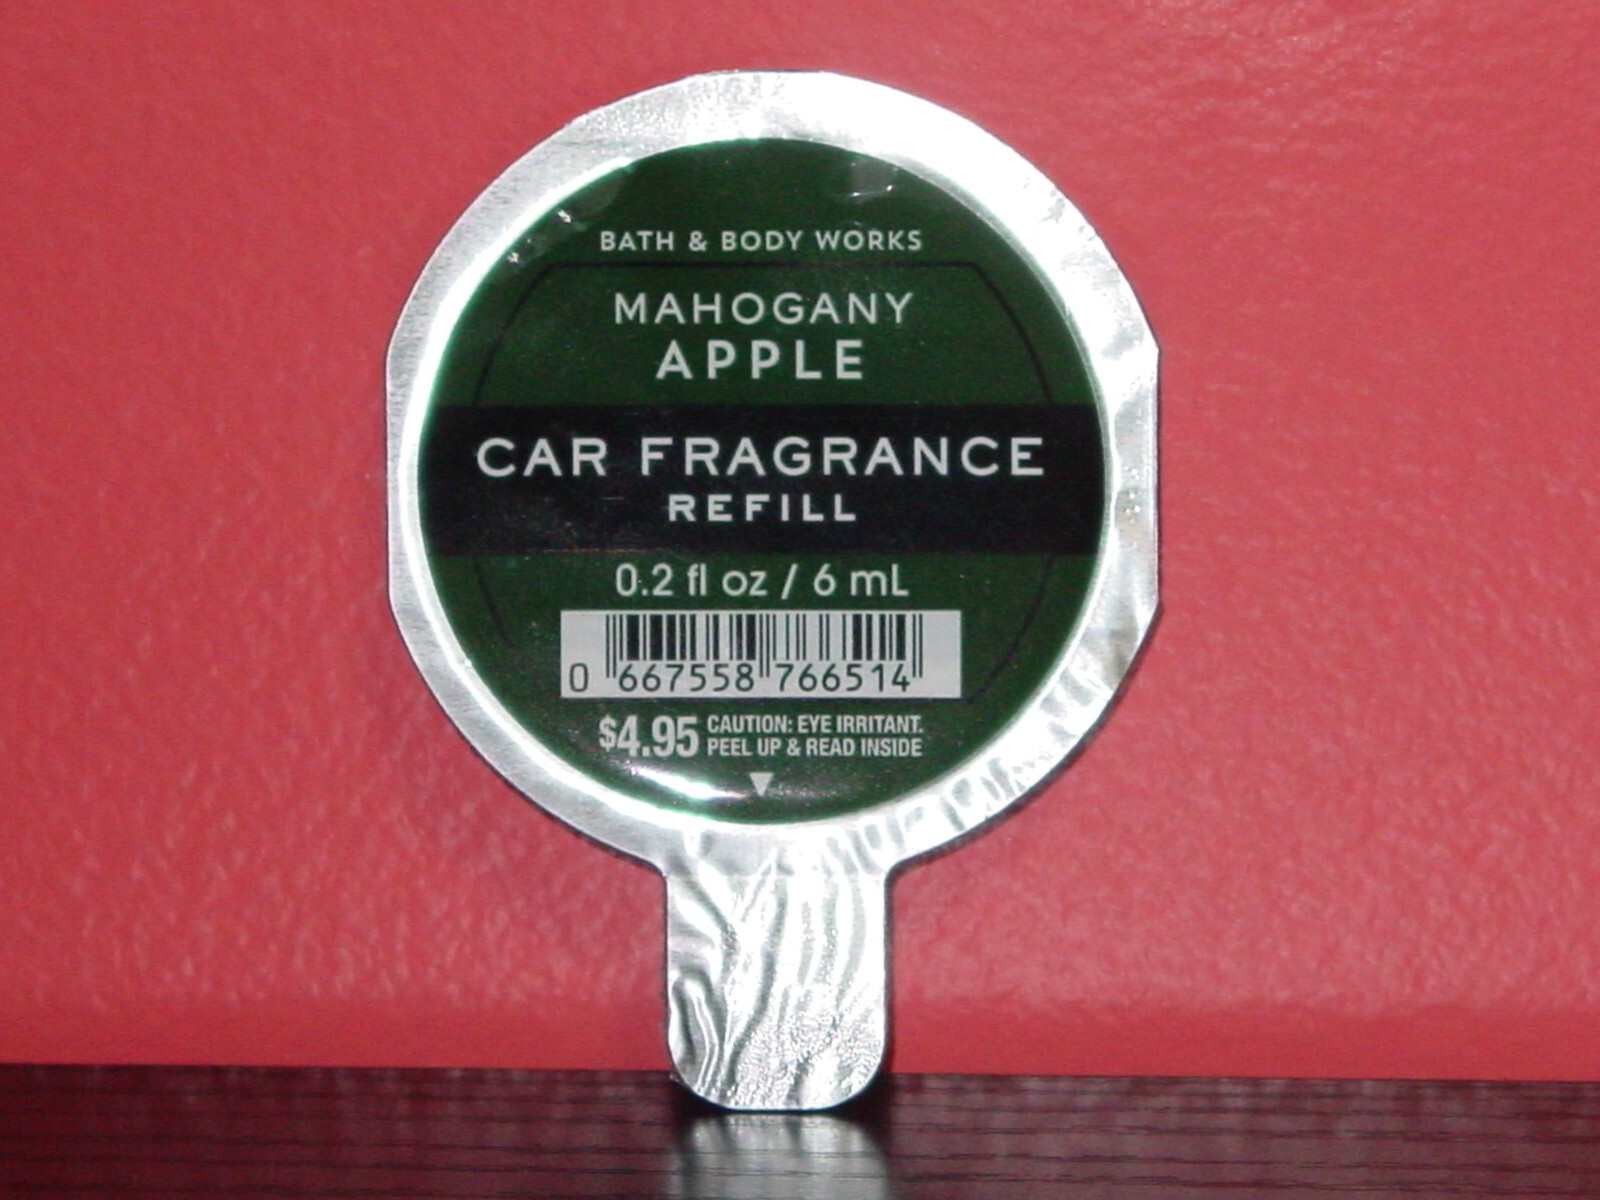 BATH & BODY WORKS
MAHOGANY
APPLE
CAR FRAGRANCE
REFILL
0.2 fl oz / 6 mL
0 667558 766514
$4.95 CAUTION: EYE IRRITANT.
PEEL UP & READ INSIDE